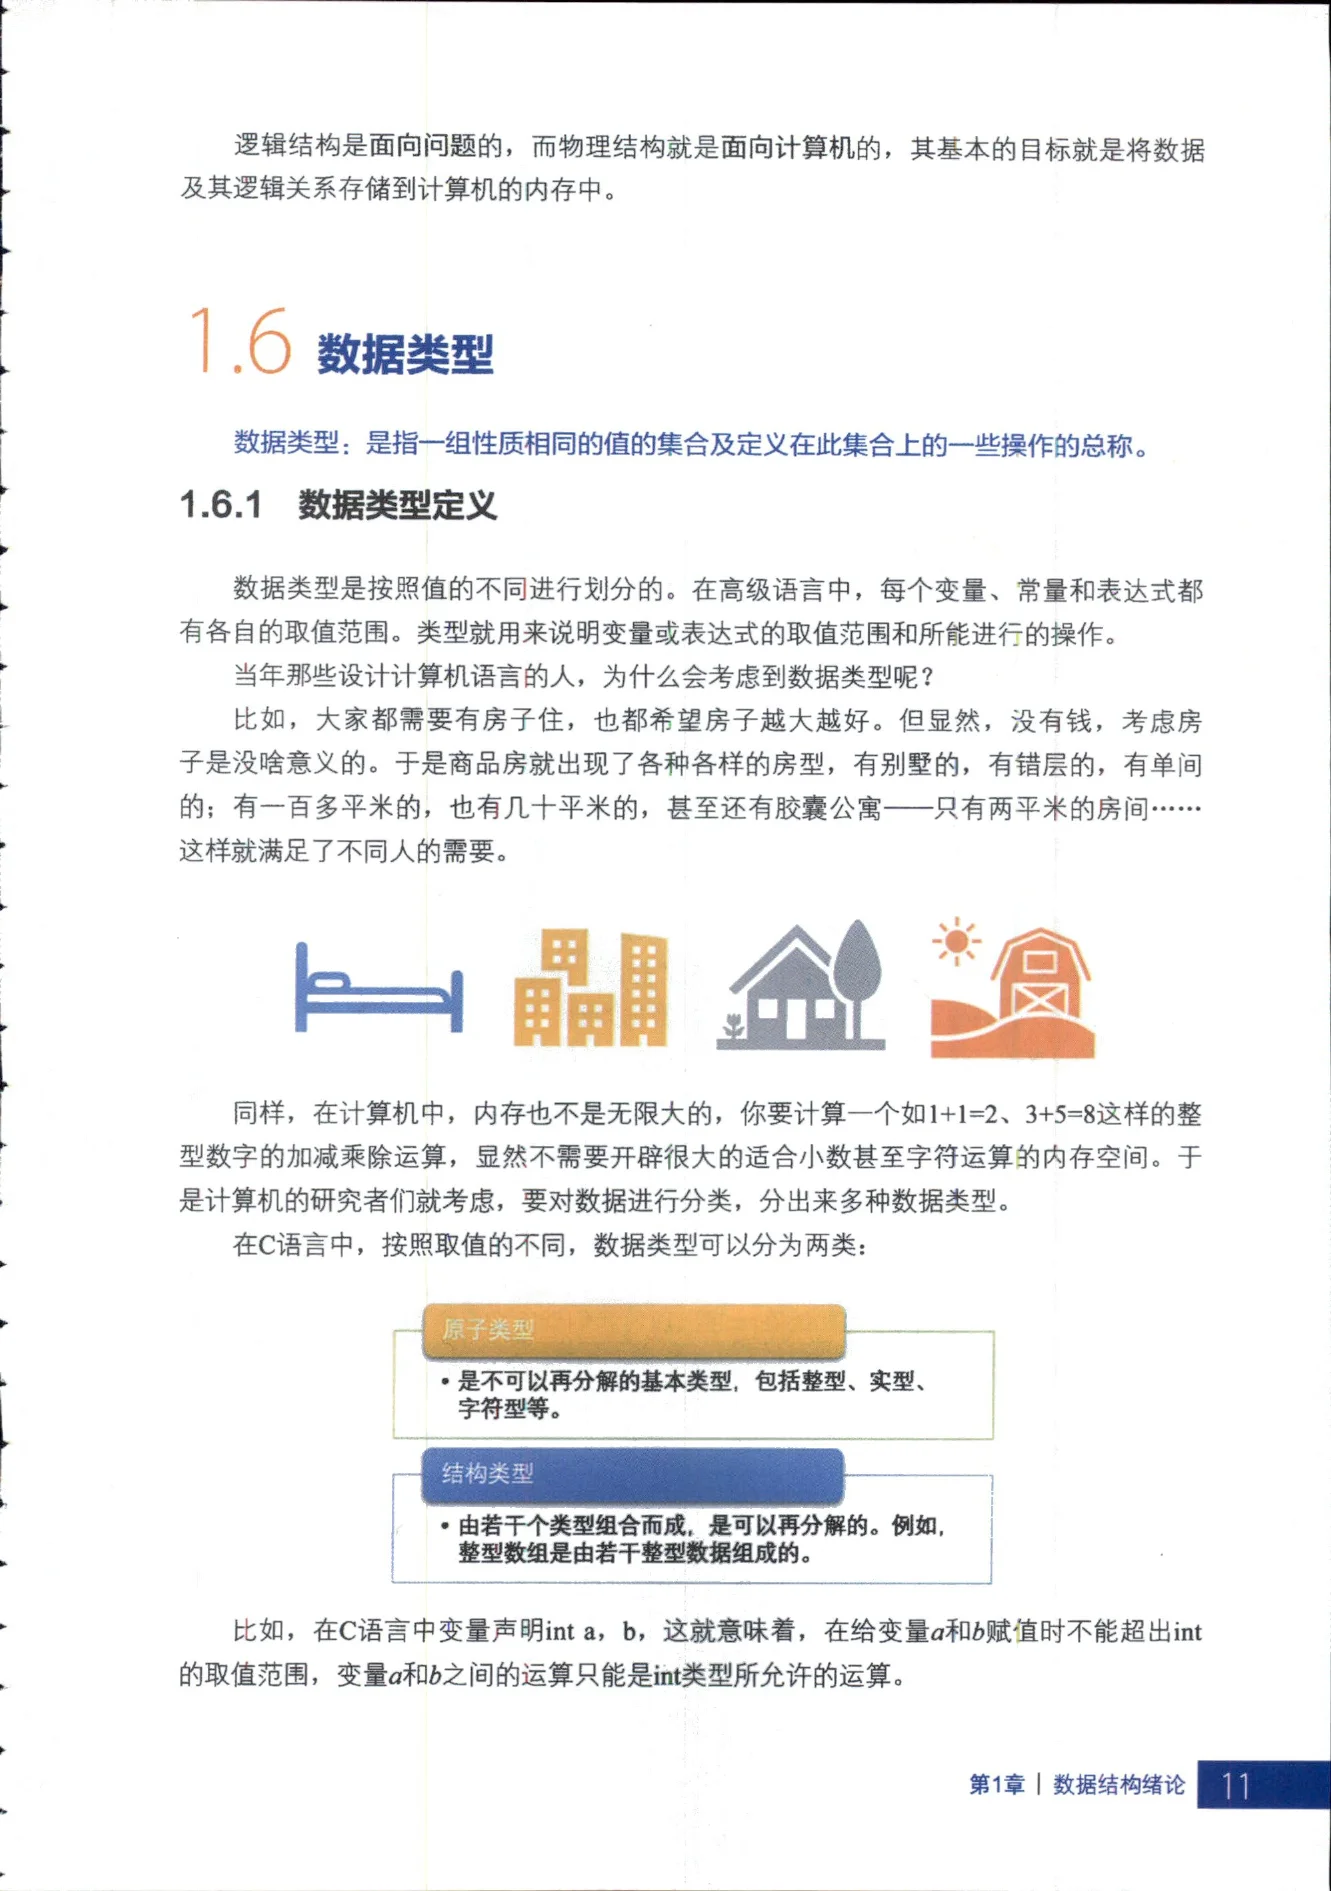 逻辑结构是面向问题的，而物理结构就是面向计算机的，其基本的目标就是将数据
及其逻辑关系存储到计算机的内存中。
1.6 数据类型
数据类型：是指一组性质相同的值的集合及定义在此集合上的一些操作的总称。
1.6.1 数据类型定义
数据类型是按照值的不同进行划分的。在高级语言中，每个变量、常量和表达式都
有各自的取值范围。类型就用来说明变量或表达式的取值范围和所能进行的操作。
当年那些设计计算机语言的人，为什么会考虑到数据类型呢？
比如，大家都需要有房子住，也都希望房子越大越好。但显然，没有钱，考虑房
子是没啥意义的。于是商品房就出现了各种各样的房型，有别墅的，有错层的，有单间
的；有一百多平米的，也有几十平米的，甚至还有胶囊公寓——只有两平米的房间……
这样就满足了不同人的需要。
同样，在计算机中，内存也不是无限大的，你要计算一个如1+1=2、3+5=8这样的整
型数字的加减乘除运算，显然不需要开辟很大的适合小数甚至字符运算的内存空间。于
是计算机的研究者们就考虑，要对数据进行分类，分出来多种数据类型。
在C语言中，按照取值的不同，数据类型可以分为两类：
原子类型
•是不可以再分解的基本类型，包括整型、实型、
字符型等。
结构类型
•由若干个类型组合而成，是可以再分解的。例如，
整型数组是由若干整型数据组成的。
比如，在C语言中变量声明int a，b，这就意味着，在给变量a和b赋值时不能超出int
的取值范围，变量a和b之间的运算只能是int类型所允许的运算。
第1章 | 数据结构绪论 11